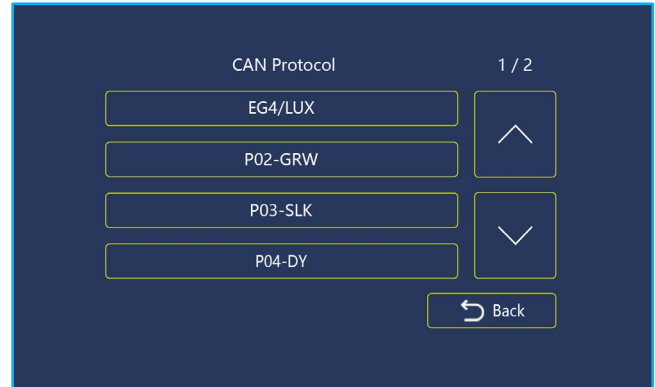 CAN Protocol 1 / 2
EG4/LUX
P02-GRW
P03-SLK
P04-DY
Back